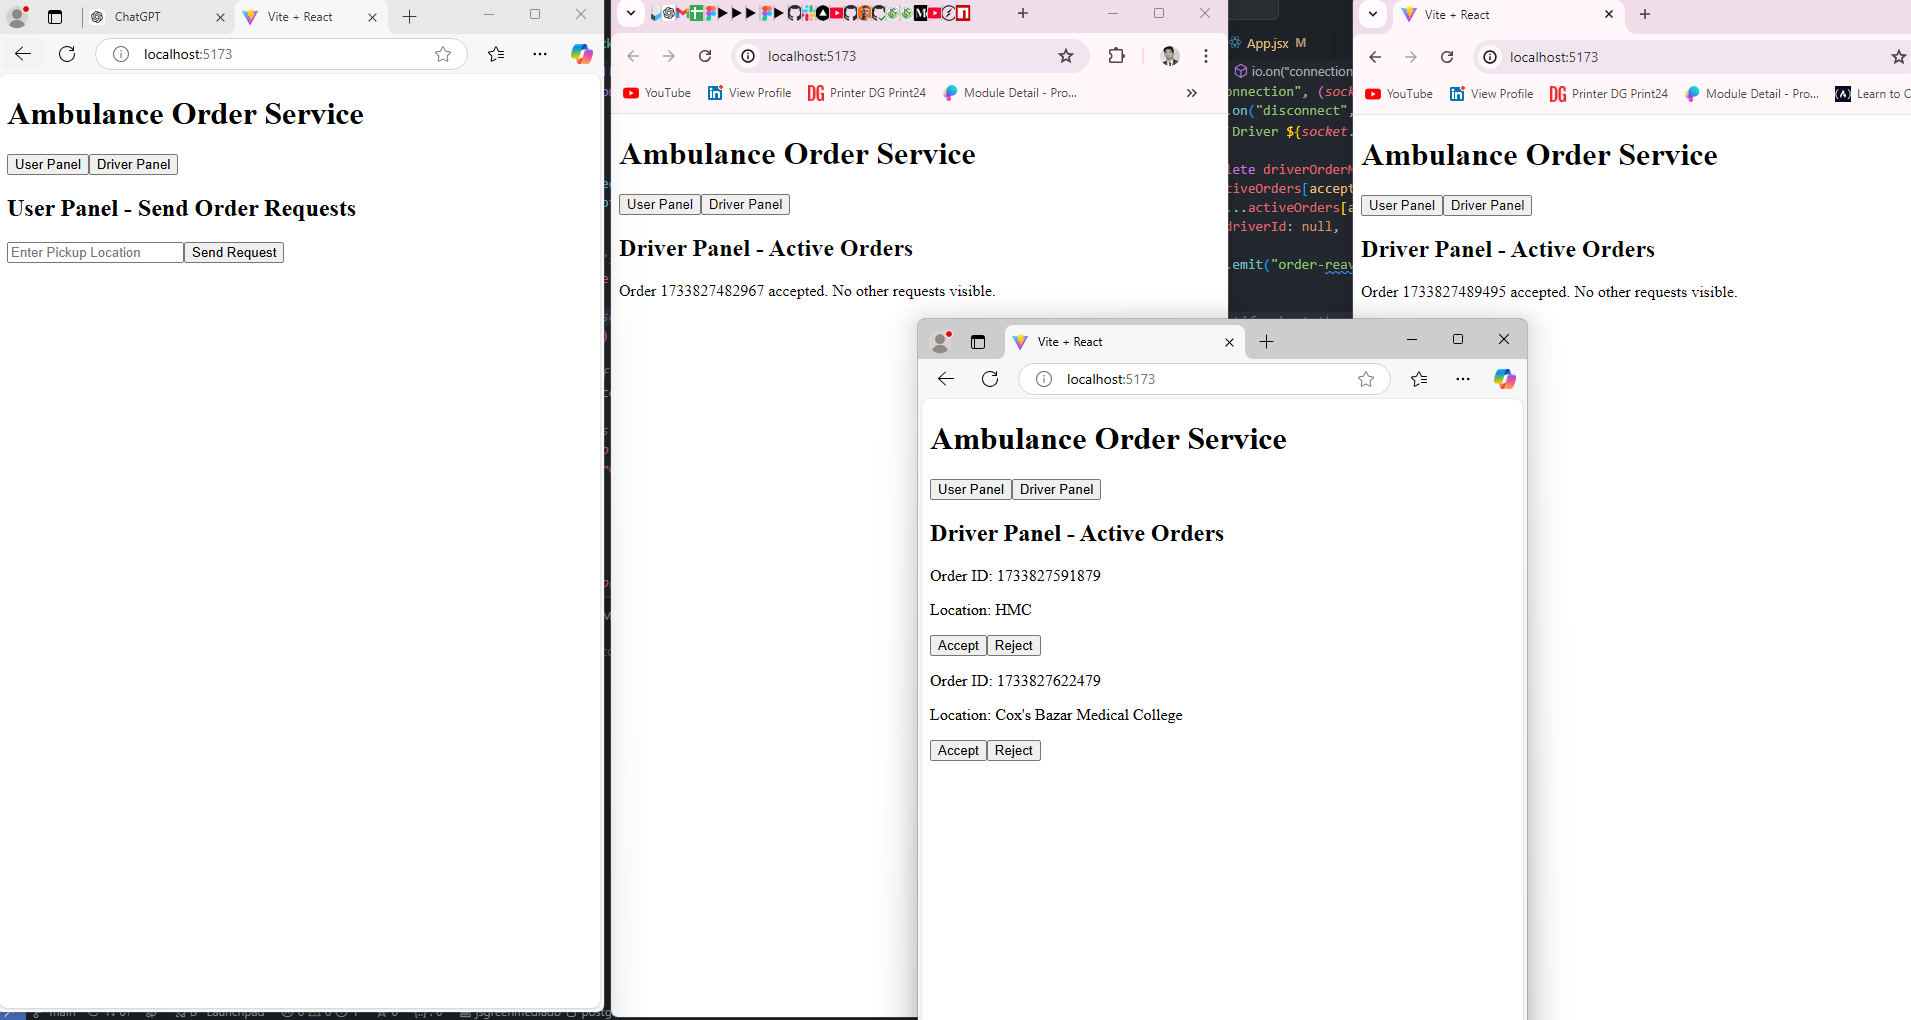 ChatGPT
Vite + React
localhost:5173
Ambulance Order Service
User Panel
Driver Panel
User Panel - Send Order Requests
Enter Pickup Location
Send Request
localhost:5173
YouTube
View Profile
Printer DG Print24
Module Detail - Pro...
Ambulance Order Service
User Panel
Driver Panel
Driver Panel - Active Orders
Order 1733827482967 accepted. No other requests visible.
App.jsx M
io.on("connection
onnection", (sock
.on("disconnect",
Driver ${socket.
lete driverOrderM
tiveOrders[accept
...activeOrders[a
driverId: null,
.emit("order-reav
Vite + React
localhost:5173
YouTube
View Profile
Printer DG Print24
Module Detail - Pro...
Learn to C
Ambulance Order Service
User Panel
Driver Panel
Driver Panel - Active Orders
Order 1733827489495 accepted. No other requests visible.
Vite + React
localhost:5173
Ambulance Order Service
User Panel
Driver Panel
Driver Panel - Active Orders
Order ID: 1733827591879
Location: HMC
Accept
Reject
Order ID: 1733827622479
Location: Cox's Bazar Medical College
Accept
Reject
main
Launchpad
jsgreenmediadb